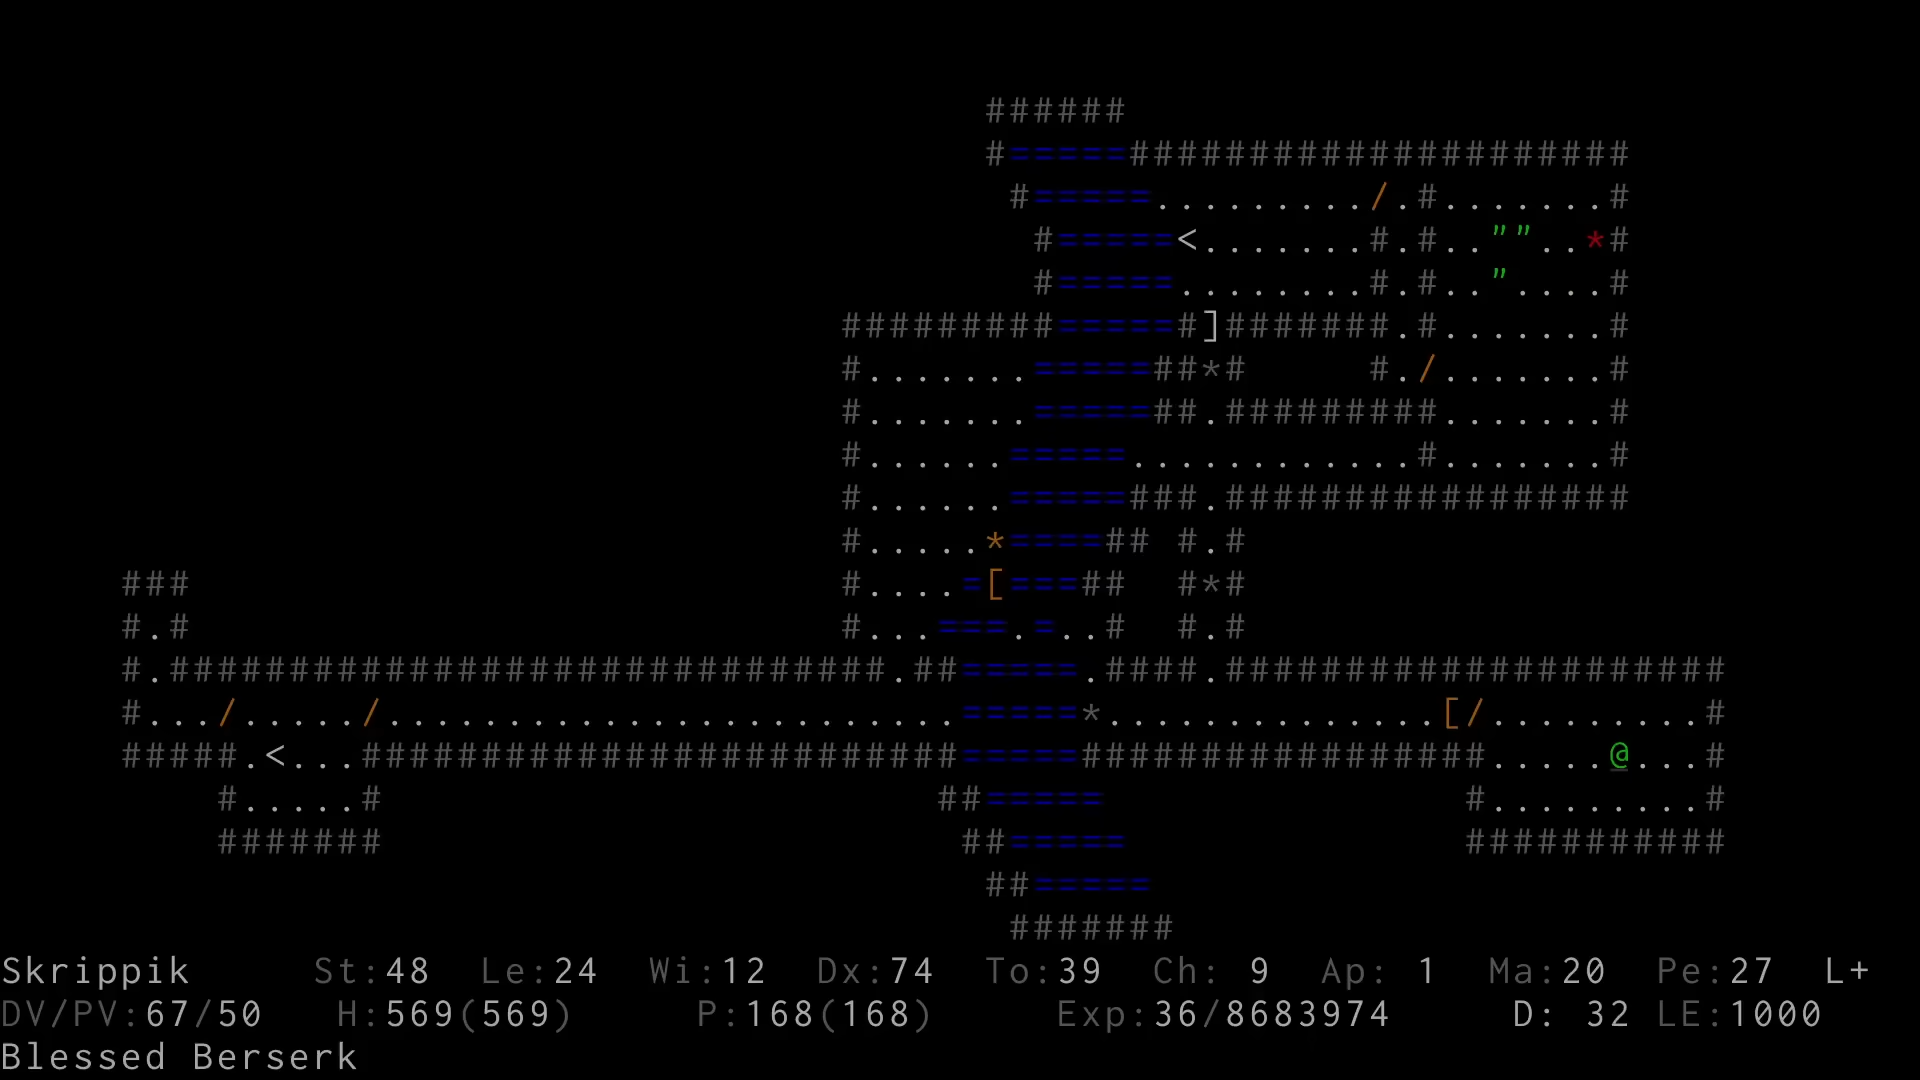 ######
                                         #=====#####################
                                          #=====........./.#.......#
                                           #=====<.......#.#..""..*#
                                           #=====........#.#..".... #
                                   #########=====#]#######.#.......#
                                   #.......=====##*#     #./.......#
                                   #.......=====##.#########.......#
                                   #......=====............#.......#
                                   #......=====###.#################
                                   #.....*====## #.#
     ###                           #....=[===##  #*#
     #.#                           #...===.=..#  #.#
     #.##############################.##=====.####.#####################
     #.../...../........................=====*..............[/.........#
     #####.<...#########################=====#################.....@...#
         #.....#                       ##=====               #.........#
         #######                        ##=====              ###########
                                         ##=====
                                          #######
Skrippik St:48 Le:24 Wi:12 Dx:74 To:39 Ch: 9 Ap: 1 Ma:20 Pe:27 L+
DV/PV:67/50 H:569(569) P:168(168) Exp:36/8683974 D: 32 LE:1000
Blessed Berserk